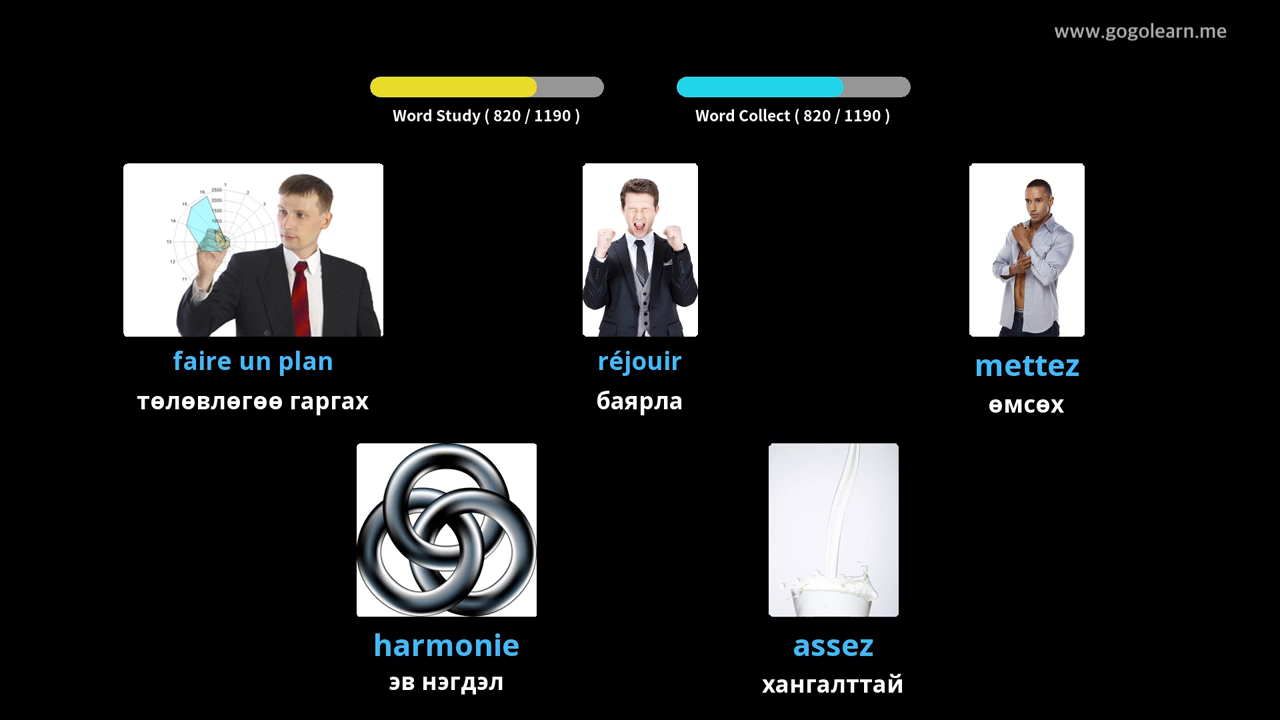 www.gogolearn.me
Word Study ( 820 / 1190 )
Word Collect ( 820 / 1190 )
faire un plan
төлөвлөгөө гаргах
réjouir
баярла
mettez
өмсөх
harmonie
эв нэгдэл
assez
хангалттай